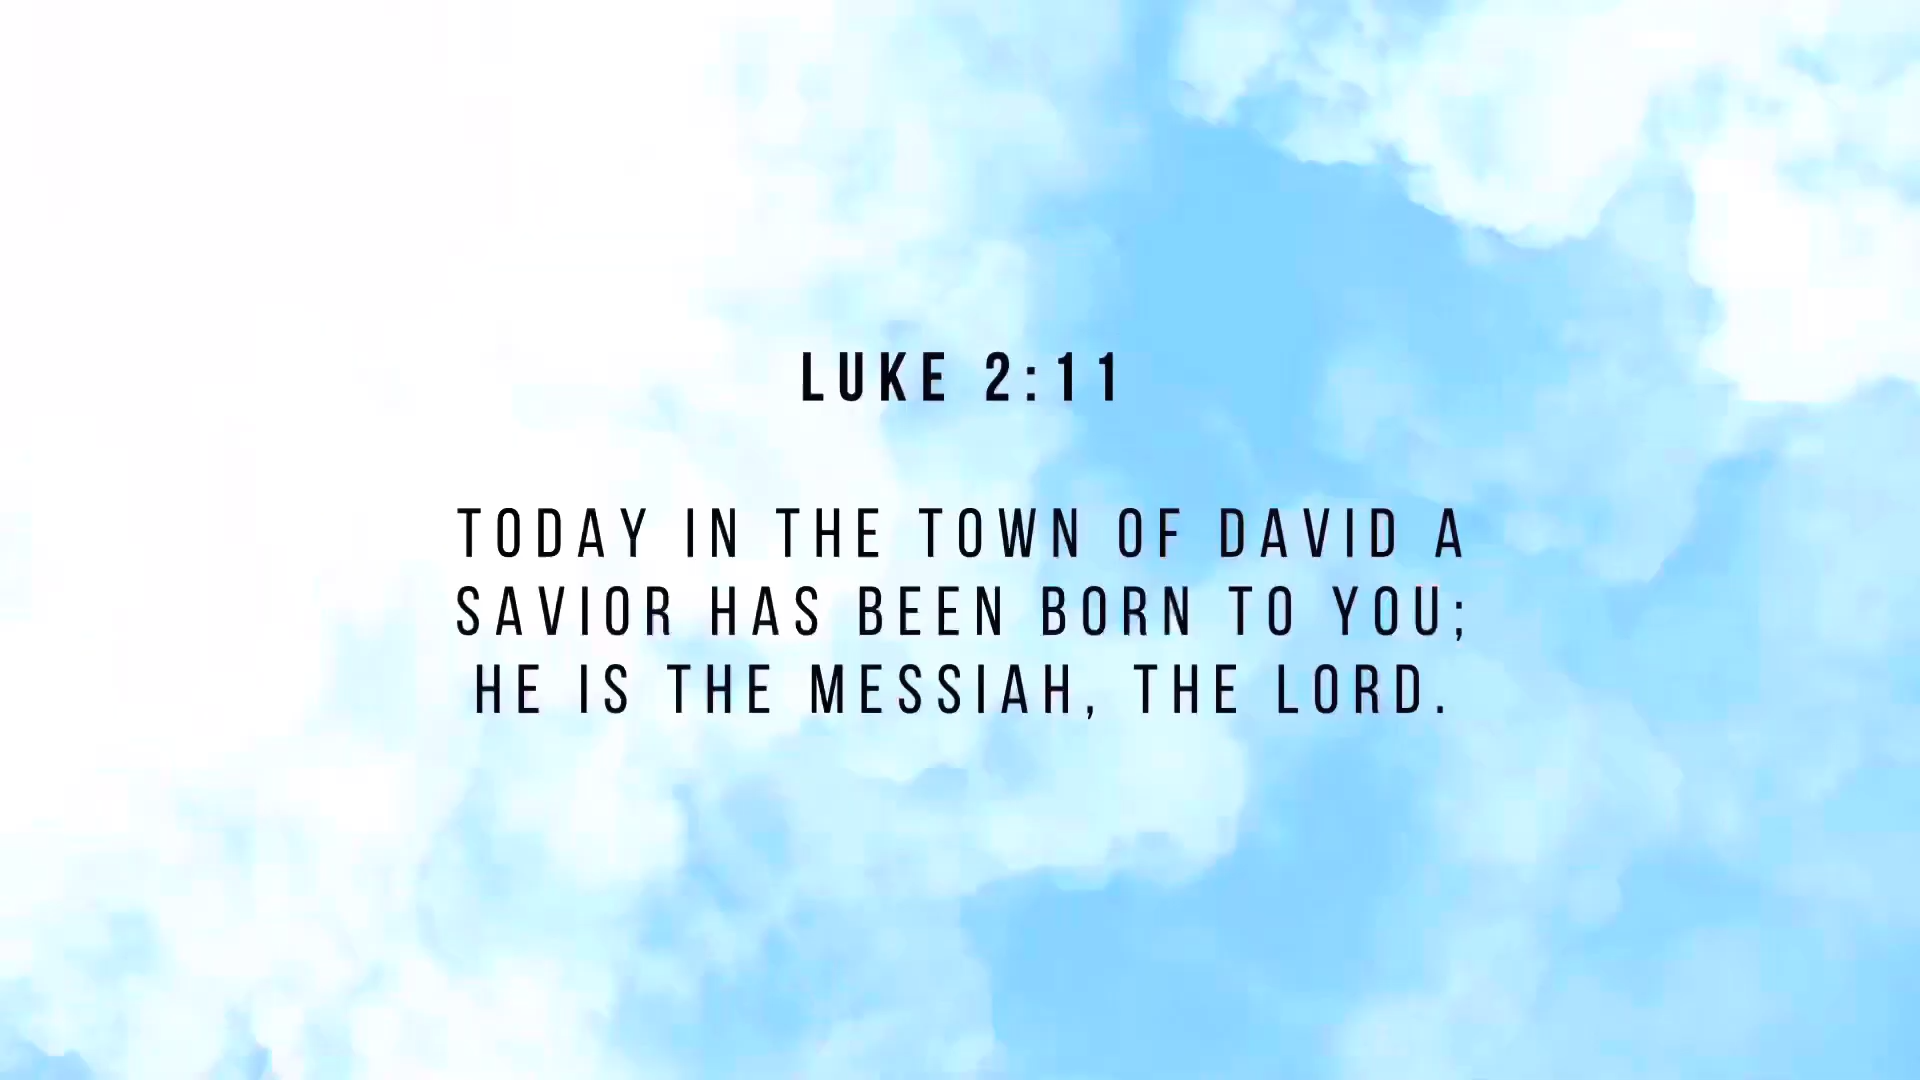 LUKE 2:11
TODAY IN THE TOWN OF DAVID A
SAVIOR HAS BEEN BORN TO YOU;
HE IS THE MESSIAH, THE LORD.